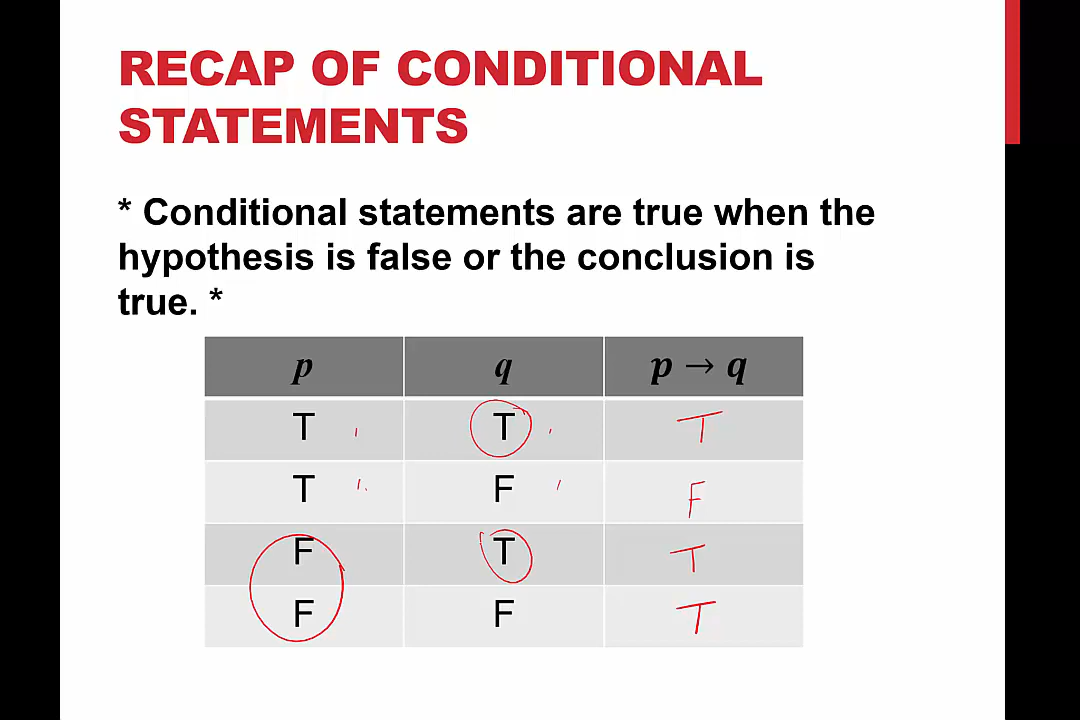 RECAP OF CONDITIONAL
STATEMENTS
* Conditional statements are true when the
hypothesis is false or the conclusion is
true. *
p q p → q
T T T
T F F
F T T
F F T